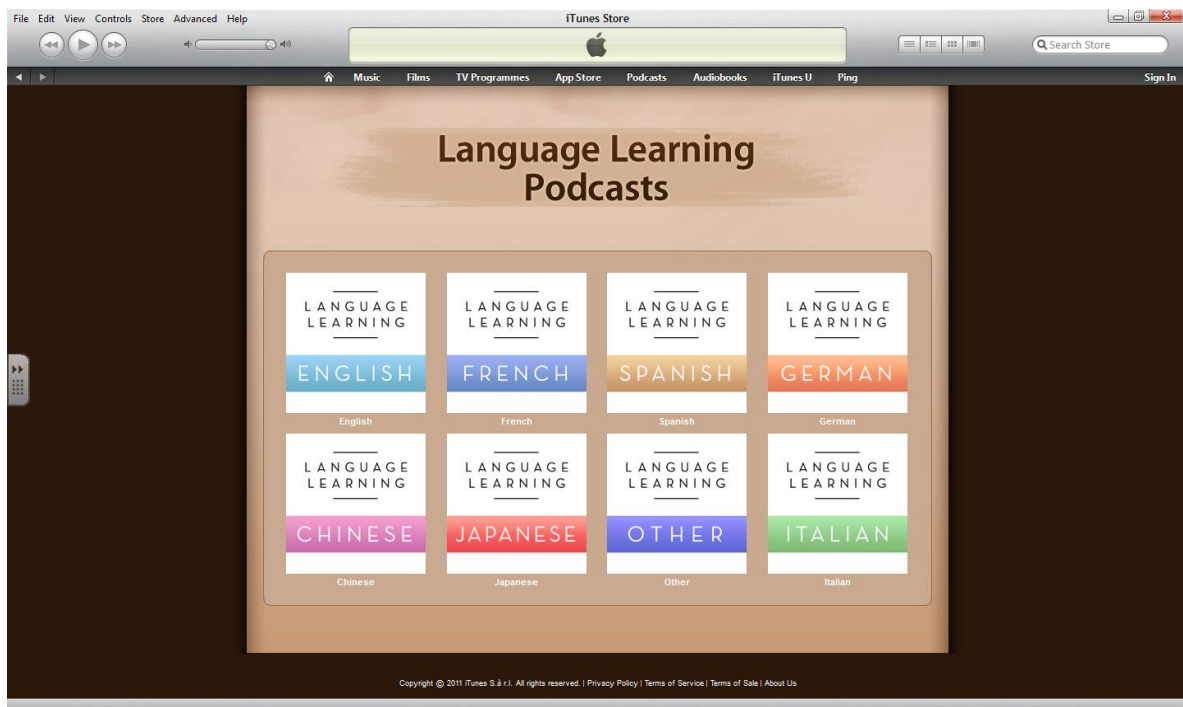 File Edit View Controls Store Advanced Help
iTunes Store
Search Store
Music Films TV Programmes App Store Podcasts Audiobooks iTunes U Ping
Sign In
Language Learning
Podcasts
LANGUAGE LEARNING
ENGLISH
English
LANGUAGE LEARNING
FRENCH
French
LANGUAGE LEARNING
SPANISH
Spanish
LANGUAGE LEARNING
GERMAN
German
LANGUAGE LEARNING
CHINESE
Chinese
LANGUAGE LEARNING
JAPANESE
Japanese
LANGUAGE LEARNING
OTHER
Other
LANGUAGE LEARNING
ITALIAN
Italian
Copyright © 2011 iTunes S.à r.l. All rights reserved. | Privacy Policy | Terms of Service | Terms of Sale | About Us